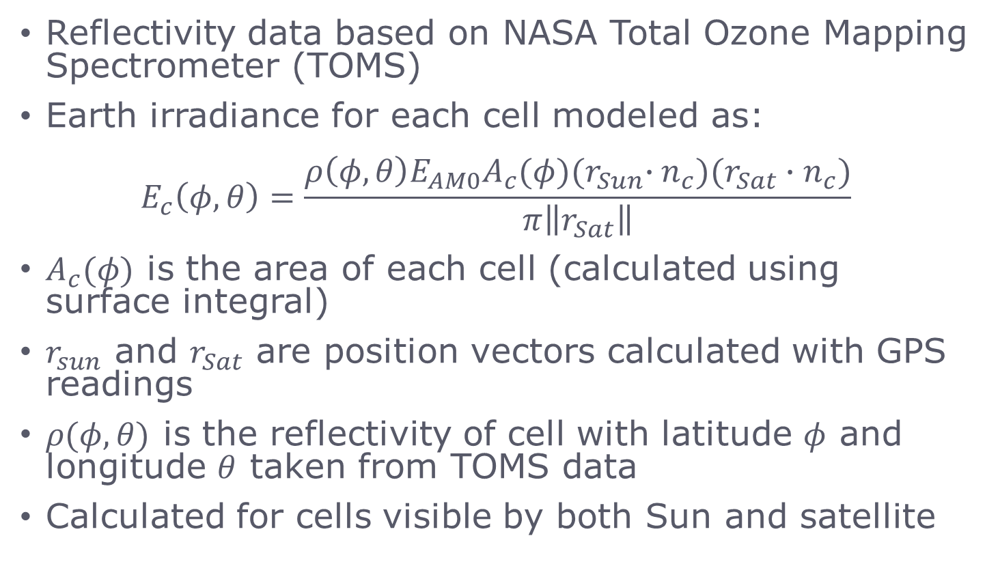 • Reflectivity data based on NASA Total Ozone Mapping
Spectrometer (TOMS)
• Earth irradiance for each cell modeled as:
$E_c(\phi, \theta) = \frac{\rho(\phi, \theta) E_{AM0} A_c(\phi)(r_{Sun} \cdot n_c)(r_{Sat} \cdot n_c)}{\pi \|r_{Sat}\|}$
• $A_c(\phi)$ is the area of each cell (calculated using
surface integral)
• $r_{sun}$ and $r_{Sat}$ are position vectors calculated with GPS
readings
• $\rho(\phi, \theta)$ is the reflectivity of cell with latitude $\phi$ and
longitude $\theta$ taken from TOMS data
• Calculated for cells visible by both Sun and satellite